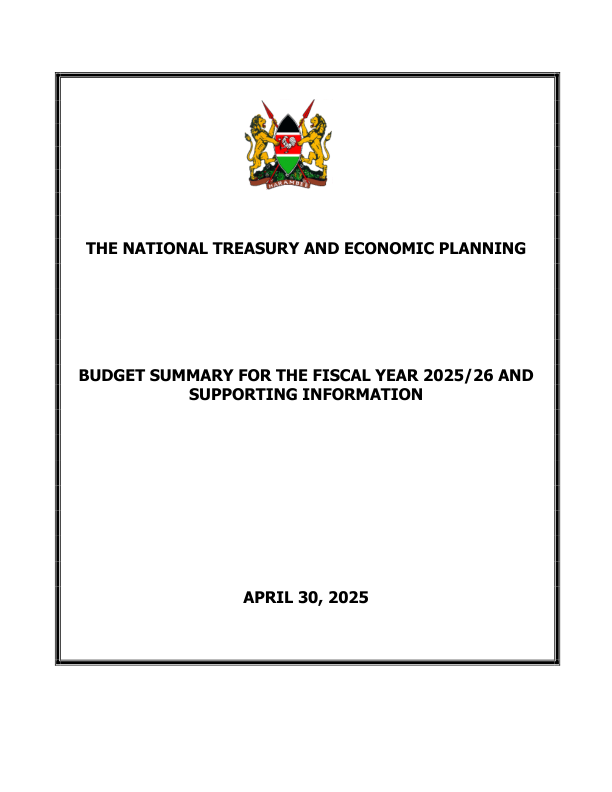 HARAMBEE
THE NATIONAL TREASURY AND ECONOMIC PLANNING
BUDGET SUMMARY FOR THE FISCAL YEAR 2025/26 AND
SUPPORTING INFORMATION
APRIL 30, 2025